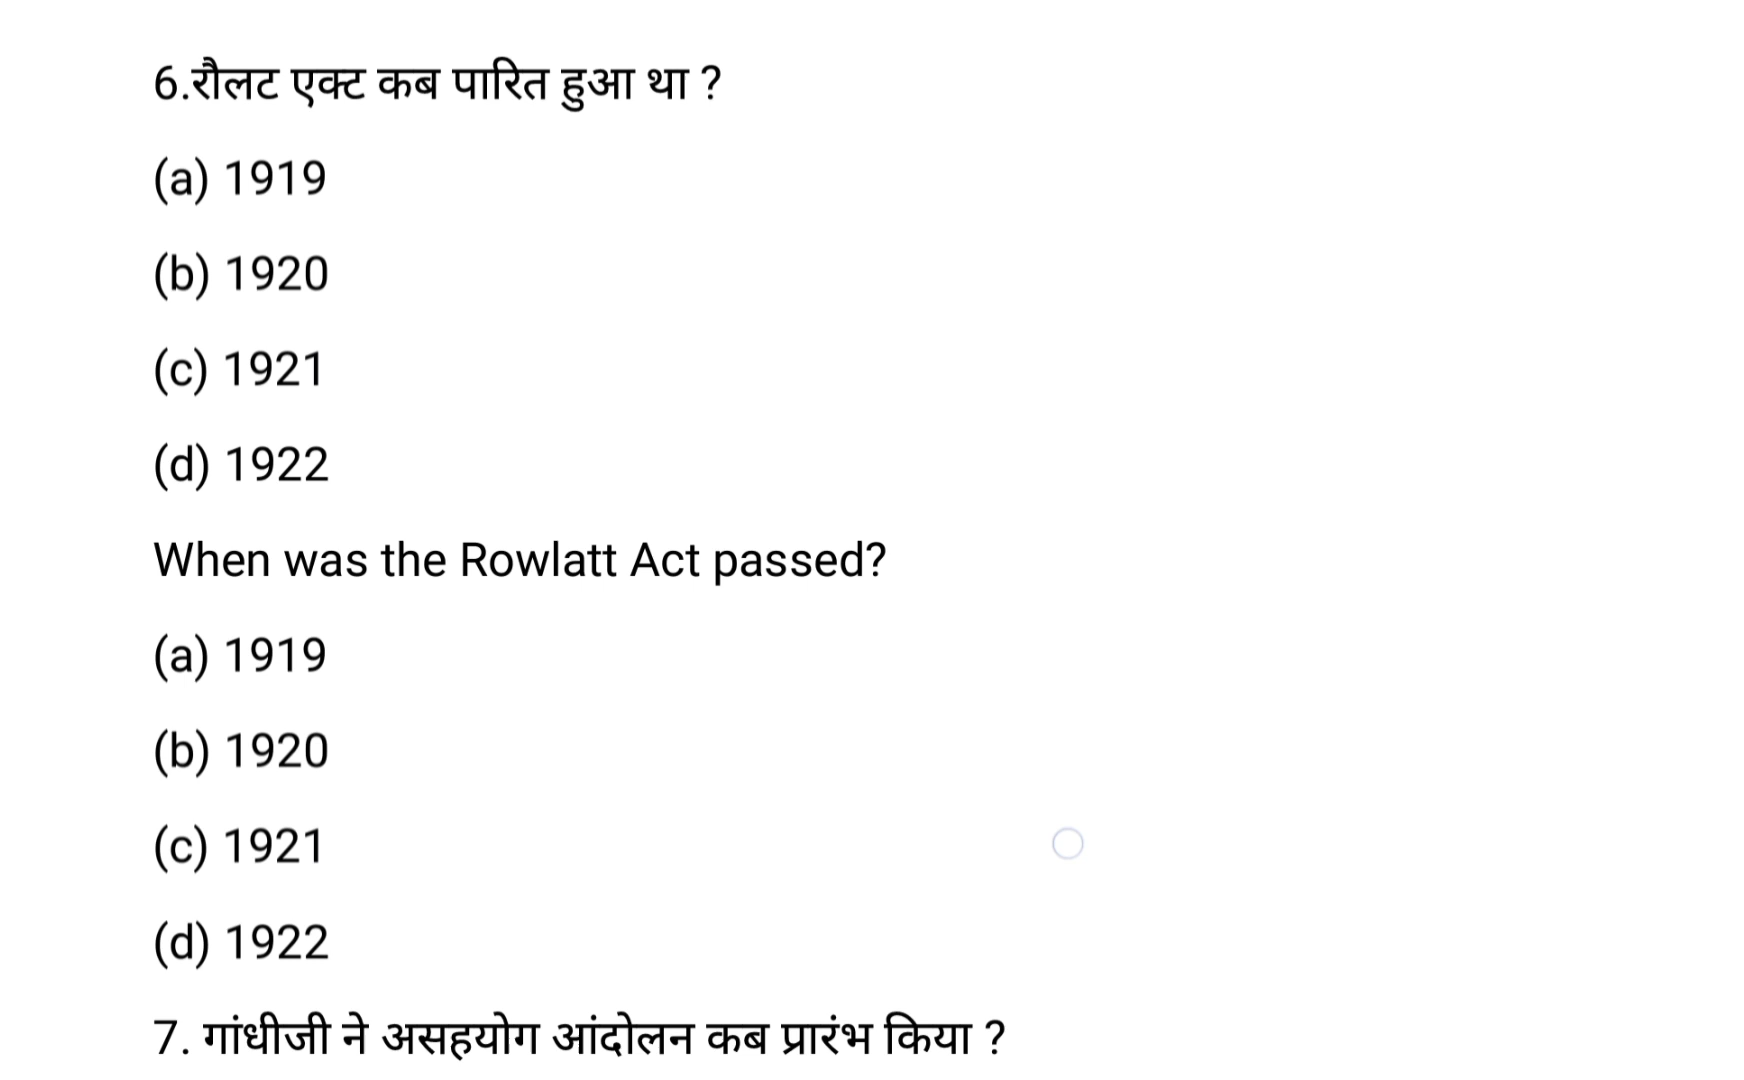 6.रौलट एक्ट कब पारित हुआ था ?
(a) 1919
(b) 1920
(c) 1921
(d) 1922
When was the Rowlatt Act passed?
(a) 1919
(b) 1920
(c) 1921
(d) 1922
7. गांधीजी ने असहयोग आंदोलन कब प्रारंभ किया ?